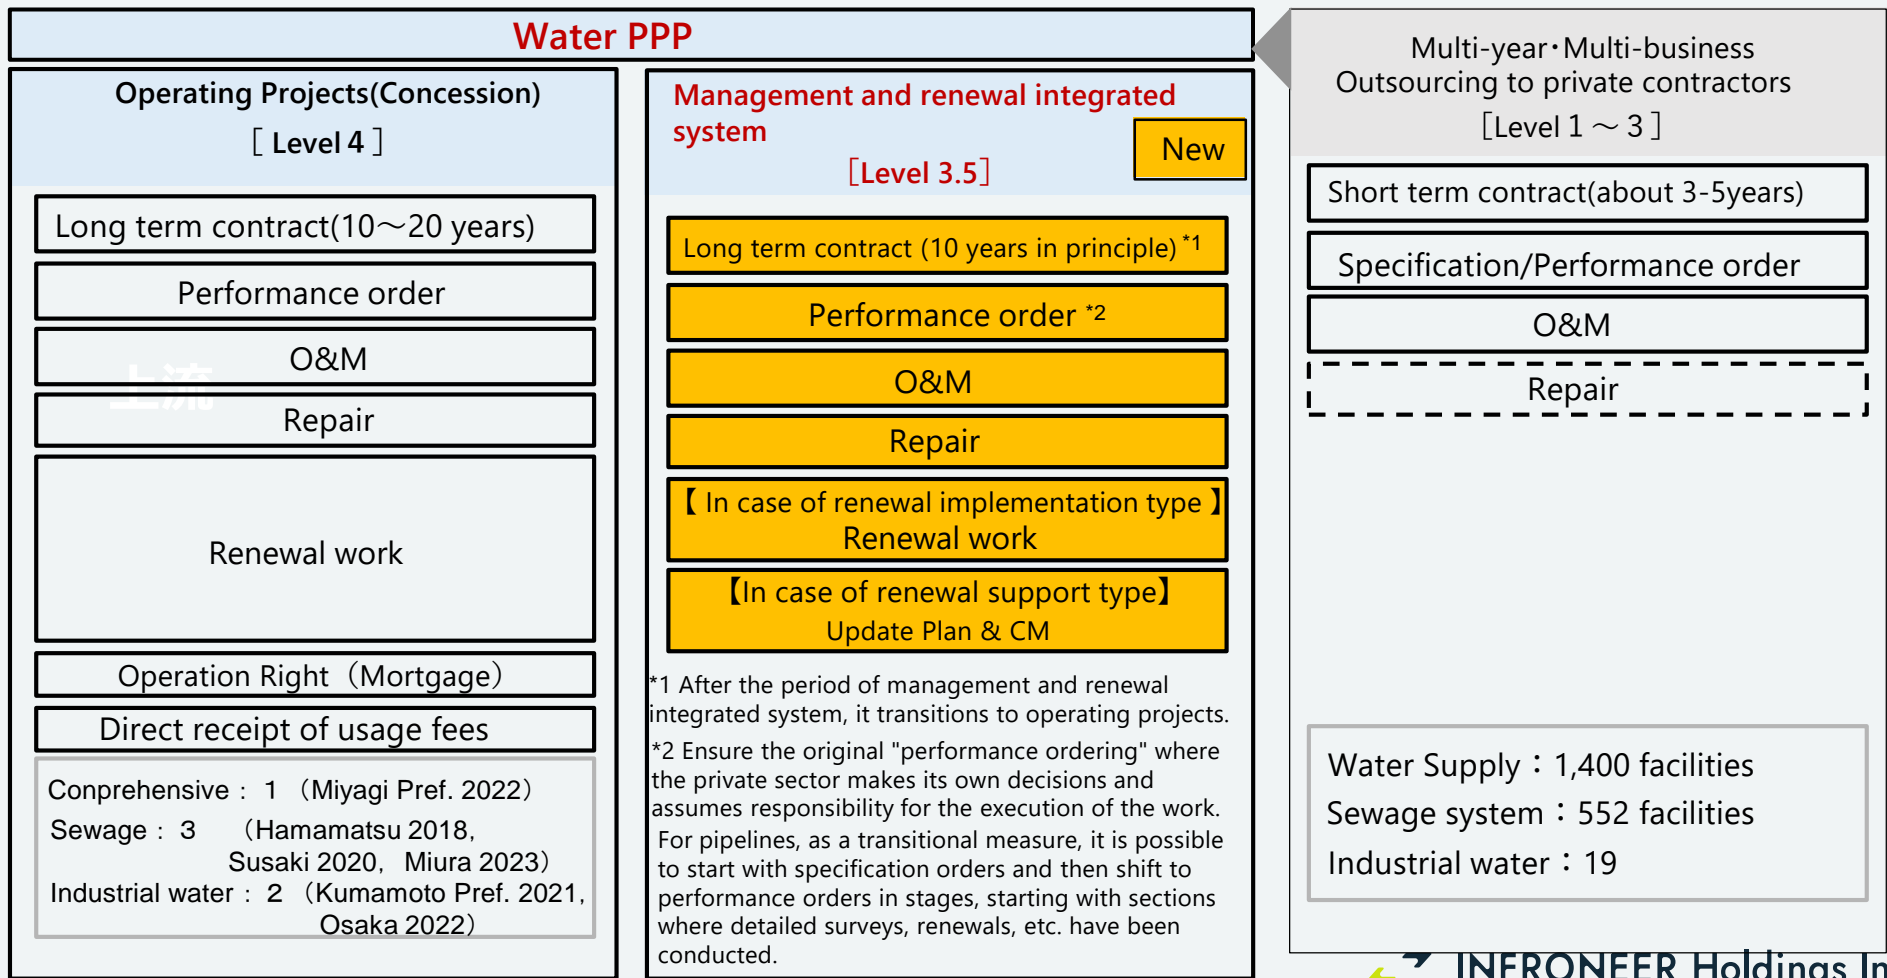 Water PPP
Operating Projects(Concession)
［ Level 4 ］
Long term contract(10～20 years)
Performance order
O&M
上流
Repair
Renewal work
Operation Right（Mortgage）
Direct receipt of usage fees
Conprehensive： 1 （Miyagi Pref. 2022）
Sewage： 3 （Hamamatsu 2018,
Susaki 2020, Miura 2023）
Industrial water： 2 （Kumamoto Pref. 2021,
Osaka 2022）
Management and renewal integrated
system
［Level 3.5］
New
Long term contract (10 years in principle) *1
Performance order *2
O&M
Repair
【 In case of renewal implementation type 】
Renewal work
【In case of renewal support type】
Update Plan & CM
*1 After the period of management and renewal
integrated system, it transitions to operating projects.
*2 Ensure the original "performance ordering" where
the private sector makes its own decisions and
assumes responsibility for the execution of the work.
For pipelines, as a transitional measure, it is possible
to start with specification orders and then shift to
performance orders in stages, starting with sections
where detailed surveys, renewals, etc. have been
conducted.
Multi-year・Multi-business
Outsourcing to private contractors
［Level 1 ～ 3 ］
Short term contract(about 3-5years)
Specification/Performance order
O&M
Repair
Water Supply：1,400 facilities
Sewage system：552 facilities
Industrial water：19
INFRONEER Holdings In